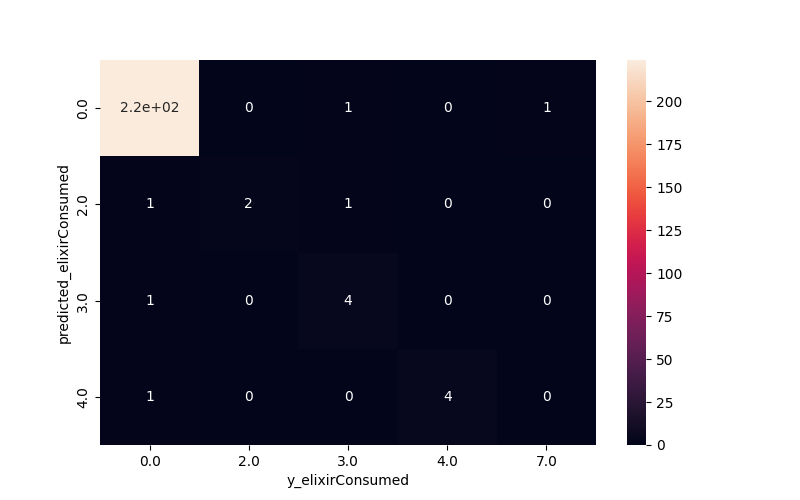 0.0 2.2e+02 0 1 0 1
2.0 1 2 1 0 0
3.0 1 0 4 0 0
4.0 1 0 0 4 0
0.0 2.0 3.0 4.0 7.0
y_elixirConsumed
predicted_elixirConsumed
200
175
150
125
100
75
50
25
0